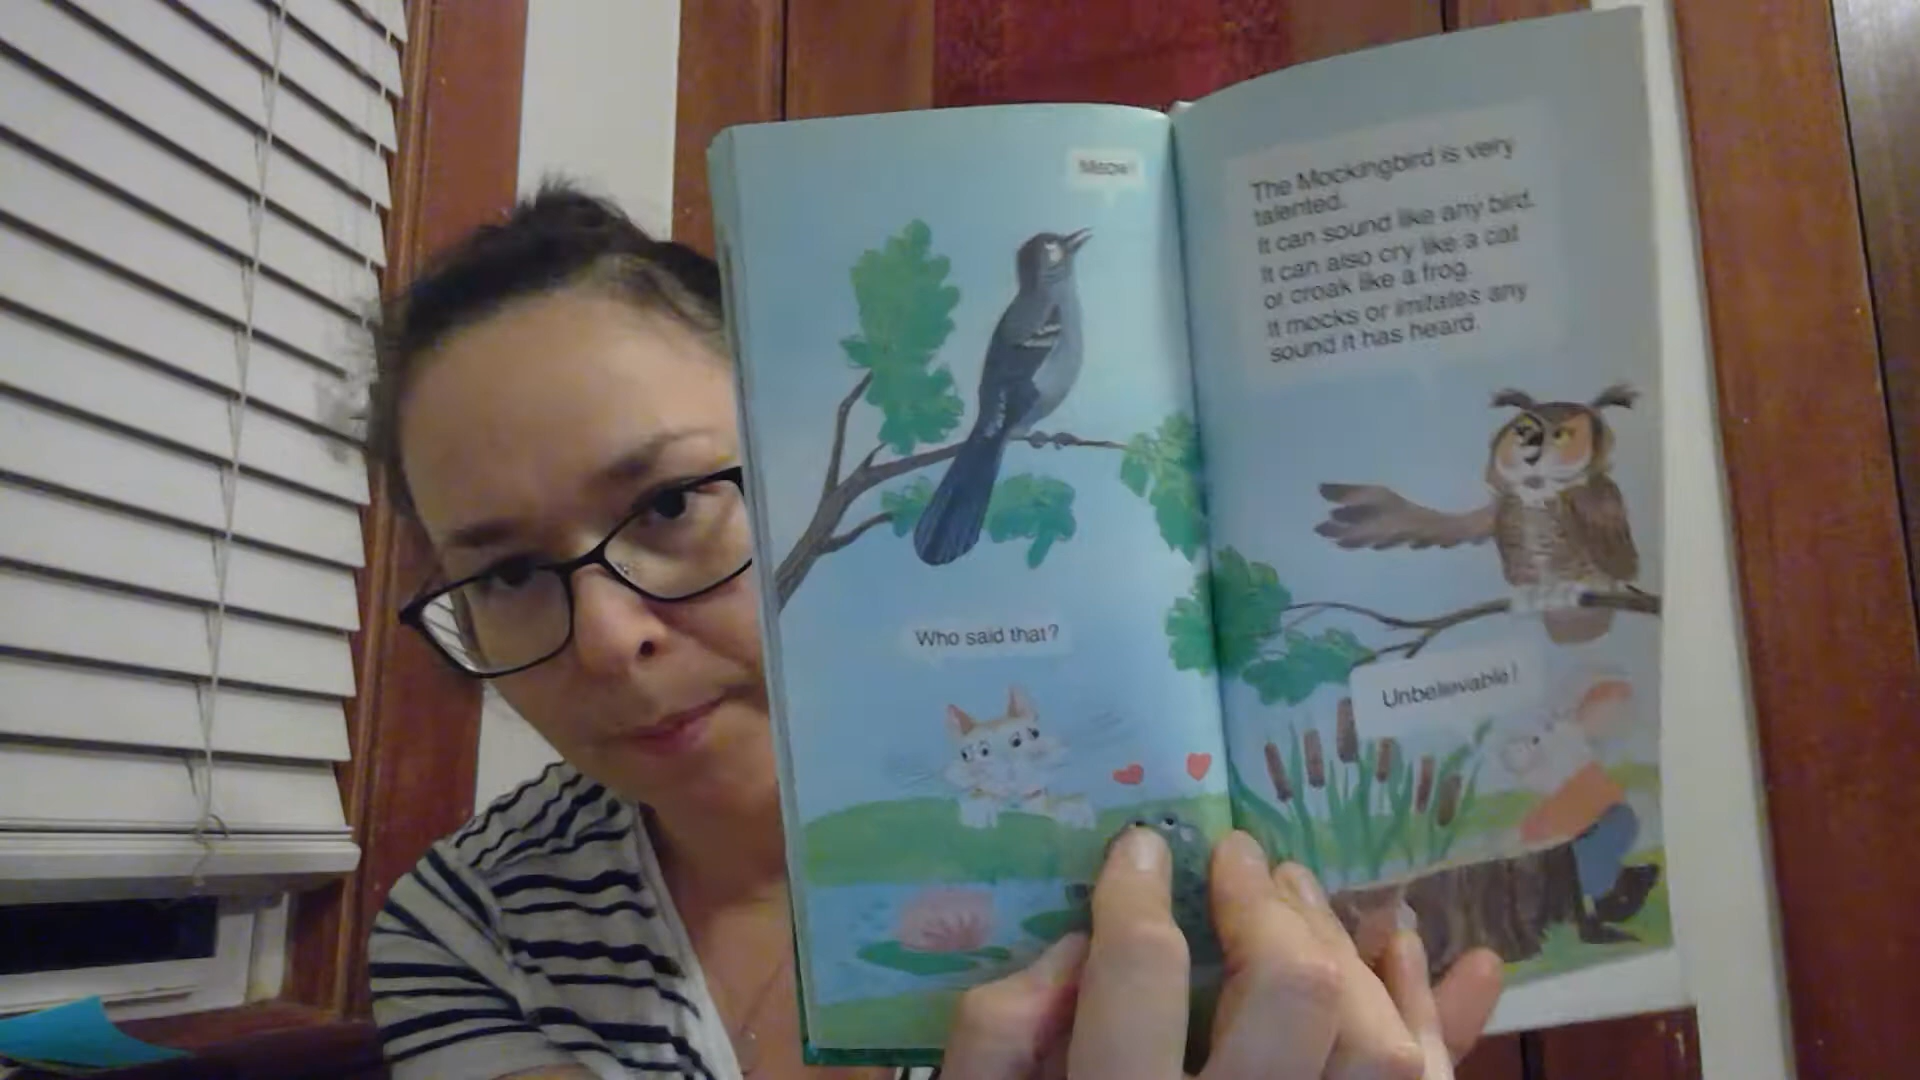 Meow!
Who said that?
The Mockingbird is very
talented.
It can sound like any bird.
It can also cry like a cat
or croak like a frog.
It mocks or imitates any
sound it has heard.
Unbelievable!